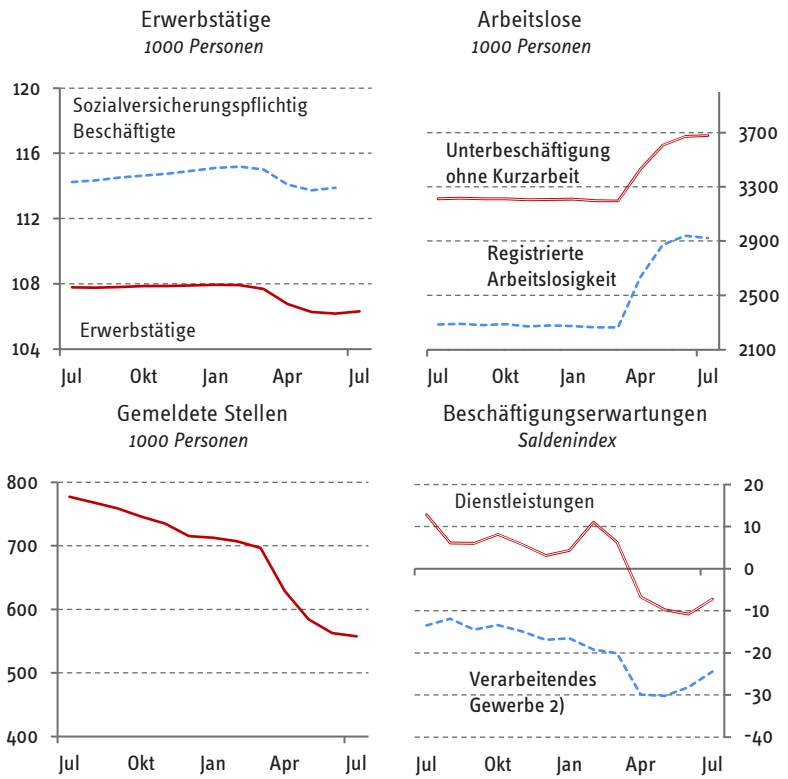 Erwerbstätige
1000 Personen
120
116
112
108
104
Sozialversicherungspflichtig
Beschäftigte
Erwerbstätige
Jul Okt Jan Apr Jul
Arbeitslose
1000 Personen
3700
3300
2900
2500
2100
Unterbeschäftigung
ohne Kurzarbeit
Registrierte
Arbeitslosigkeit
Jul Okt Jan Apr Jul
Gemeldete Stellen
1000 Personen
800
700
600
500
400
Jul Okt Jan Apr Jul
Beschäftigungserwartungen
Saldenindex
20
10
0
-10
-20
-30
-40
Dienstleistungen
Verarbeitendes
Gewerbe 2)
Jul Okt Jan Apr Jul